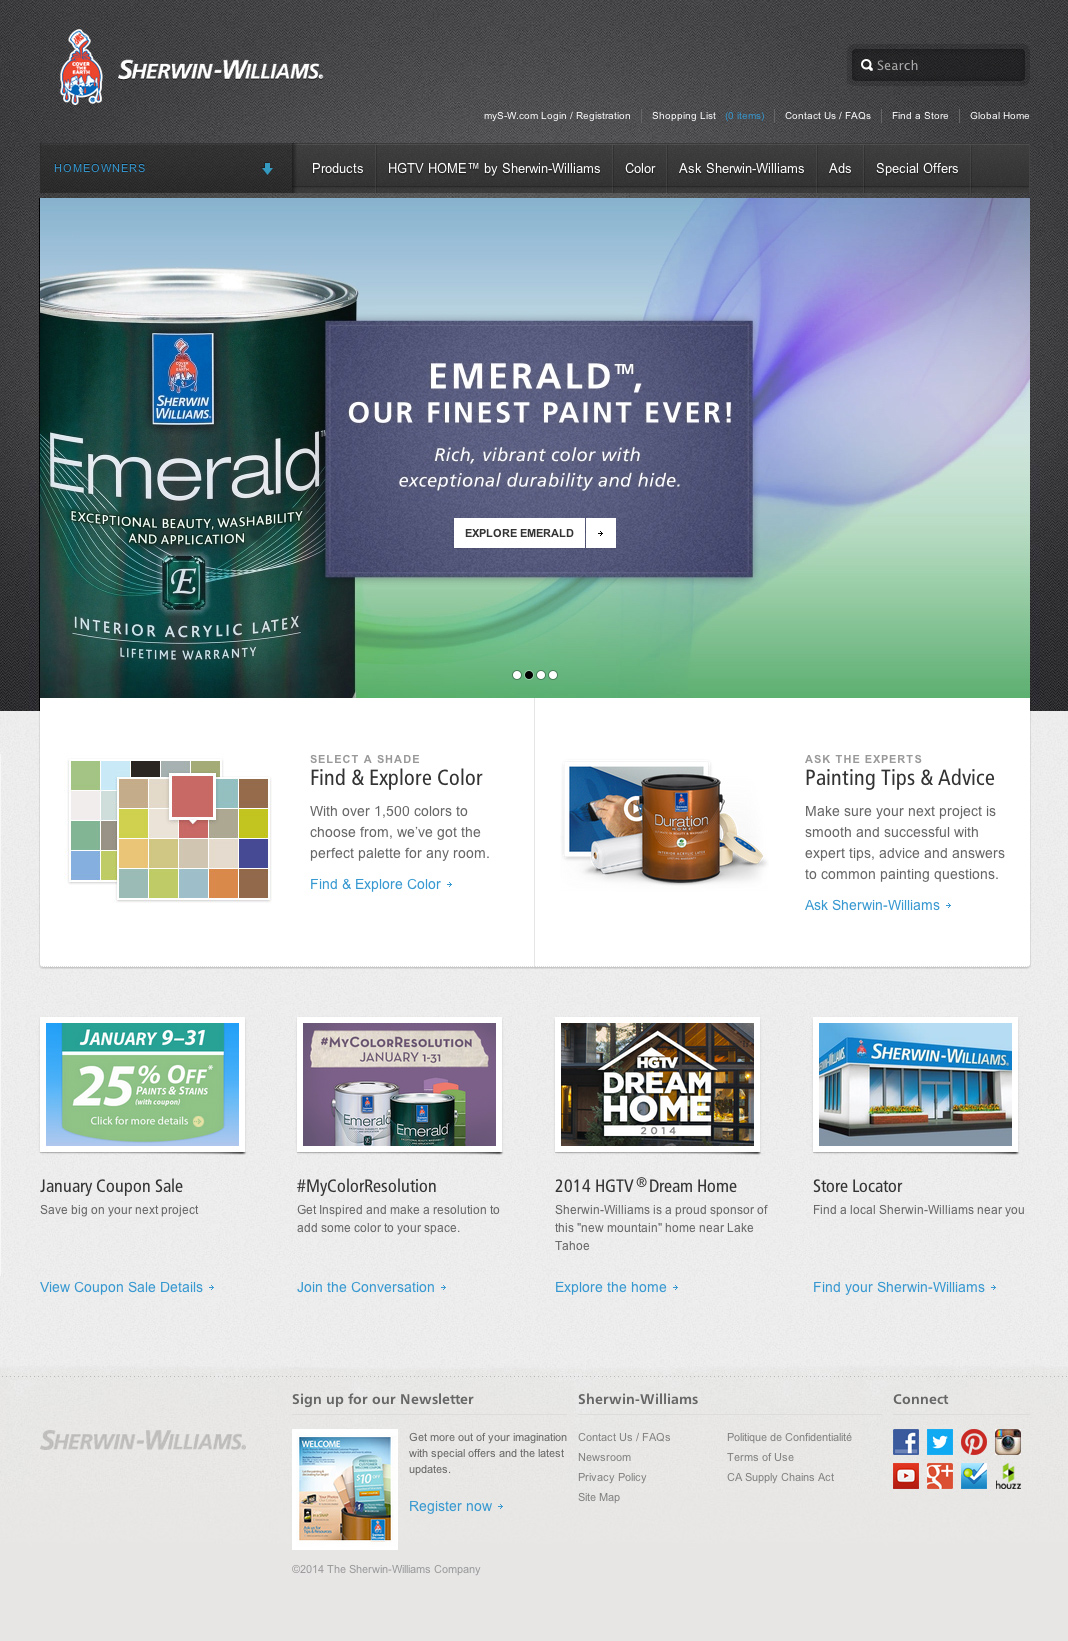 COVER THE EARTH
SHERWIN-WILLIAMS.
Search
myS-W.com Login / Registration
Shopping List (0 items)
Contact Us / FAQs
Find a Store
Global Home
HOMEOWNERS
Products
HGTV HOME™ by Sherwin-Williams
Color
Ask Sherwin-Williams
Ads
Special Offers
COVER THE EARTH
SHERWIN
WILLIAMS.
Emerald™
EXCEPTIONAL BEAUTY, WASHABILITY
AND APPLICATION
E
INTERIOR ACRYLIC LATEX
LIFETIME WARRANTY
EMERALD™,
OUR FINEST PAINT EVER!
Rich, vibrant color with
exceptional durability and hide.
EXPLORE EMERALD
SELECT A SHADE
Find & Explore Color
With over 1,500 colors to
choose from, we've got the
perfect palette for any room.
Find & Explore Color
Duration
HOME
INTERIOR ACRYLIC LATEX
ASK THE EXPERTS
Painting Tips & Advice
Make sure your next project is
smooth and successful with
expert tips, advice and answers
to common painting questions.
Ask Sherwin-Williams
JANUARY 9–31
25% OFF*
PAINTS & STAINS
(with coupon)
Click for more details
#MYCOLORRESOLUTION
JANUARY 1-31
Emerald
Emerald
HGTV
DREAM
HOME
2014
WILLIAMS.
SHERWIN-WILLIAMS.
January Coupon Sale
Save big on your next project
View Coupon Sale Details
#MyColorResolution
Get Inspired and make a resolution to
add some color to your space.
Join the Conversation
2014 HGTV® Dream Home
Sherwin-Williams is a proud sponsor of
this "new mountain" home near Lake
Tahoe
Explore the home
Store Locator
Find a local Sherwin-Williams near you
Find your Sherwin-Williams
SHERWIN-WILLIAMS.
Sign up for our Newsletter
WELCOME
$10 OFF
Get more out of your imagination
with special offers and the latest
updates.
Register now
©2014 The Sherwin-Williams Company
Sherwin-Williams
Contact Us / FAQs
Newsroom
Privacy Policy
Site Map
Politique de Confidentialité
Terms of Use
CA Supply Chains Act
Connect
houzz